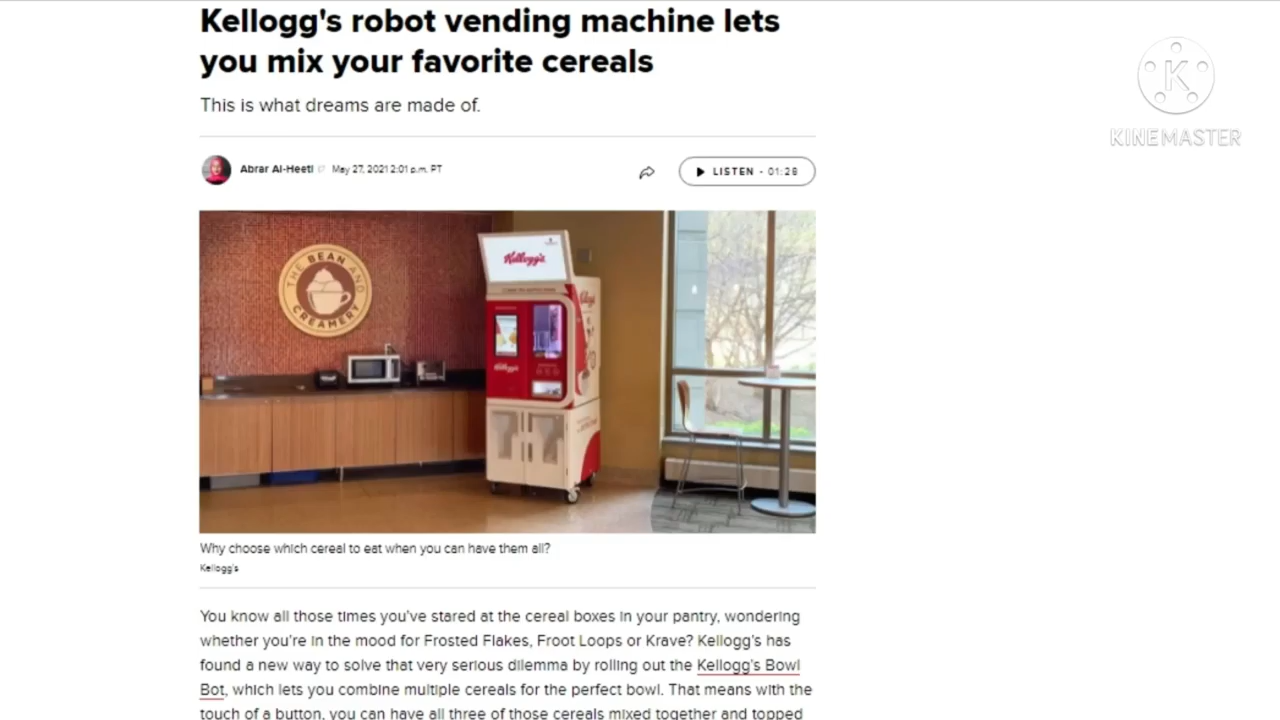 Kellogg's robot vending machine lets
you mix your favorite cereals
This is what dreams are made of.
K
KINEMASTER
Abrar Al-Heeti May 27, 2021 2:01 p.m. PT
LISTEN - 01:28
THE BEAN AND
CREAMERY
Kellogg's
Kellogg's
Kellogg's
Why choose which cereal to eat when you can have them all?
Kellogg's
You know all those times you've stared at the cereal boxes in your pantry, wondering
whether you're in the mood for Frosted Flakes, Froot Loops or Krave? Kellogg's has
found a new way to solve that very serious dilemma by rolling out the Kellogg's Bowl
Bot, which lets you combine multiple cereals for the perfect bowl. That means with the
touch of a button, you can have all three of those cereals mixed together and topped